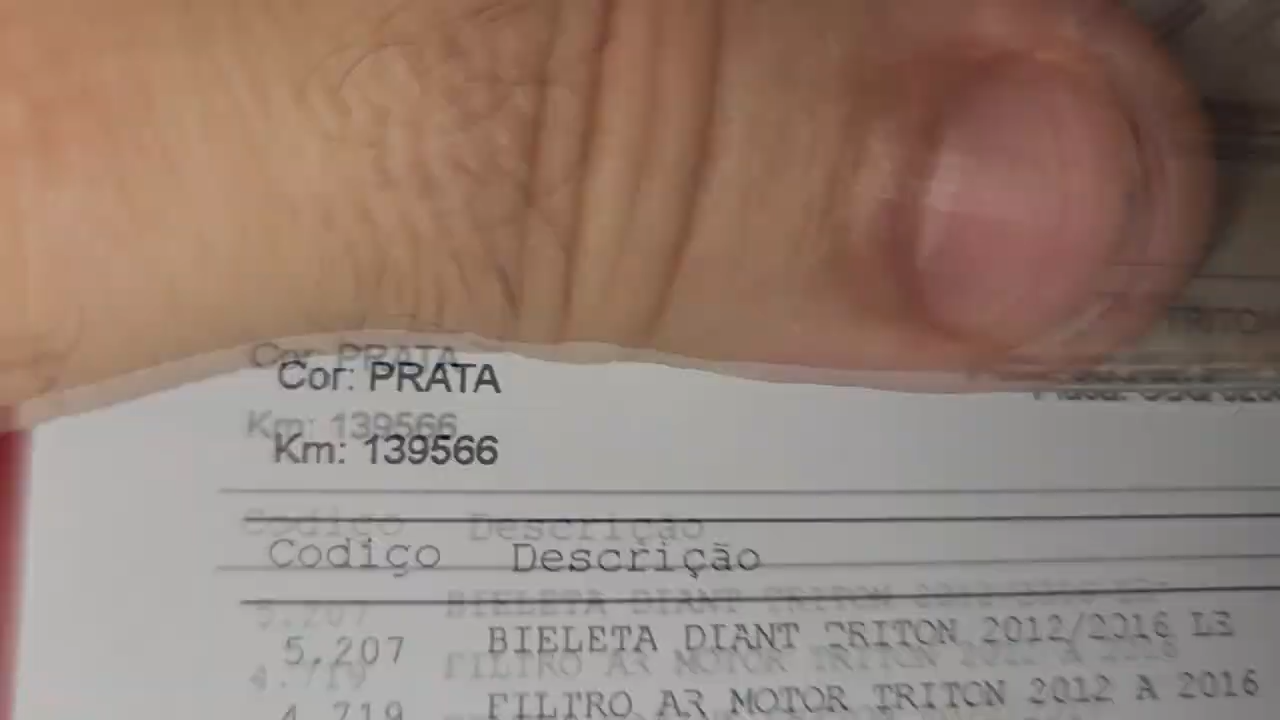 TRITO
Cor: PRATA
Km: 139566
Codiço Descrição
5,207 BIELETA DIANT TRITON 2012/2016 LE
4.719 FILTRO AR MOTOR TRITON 2012 A 2016